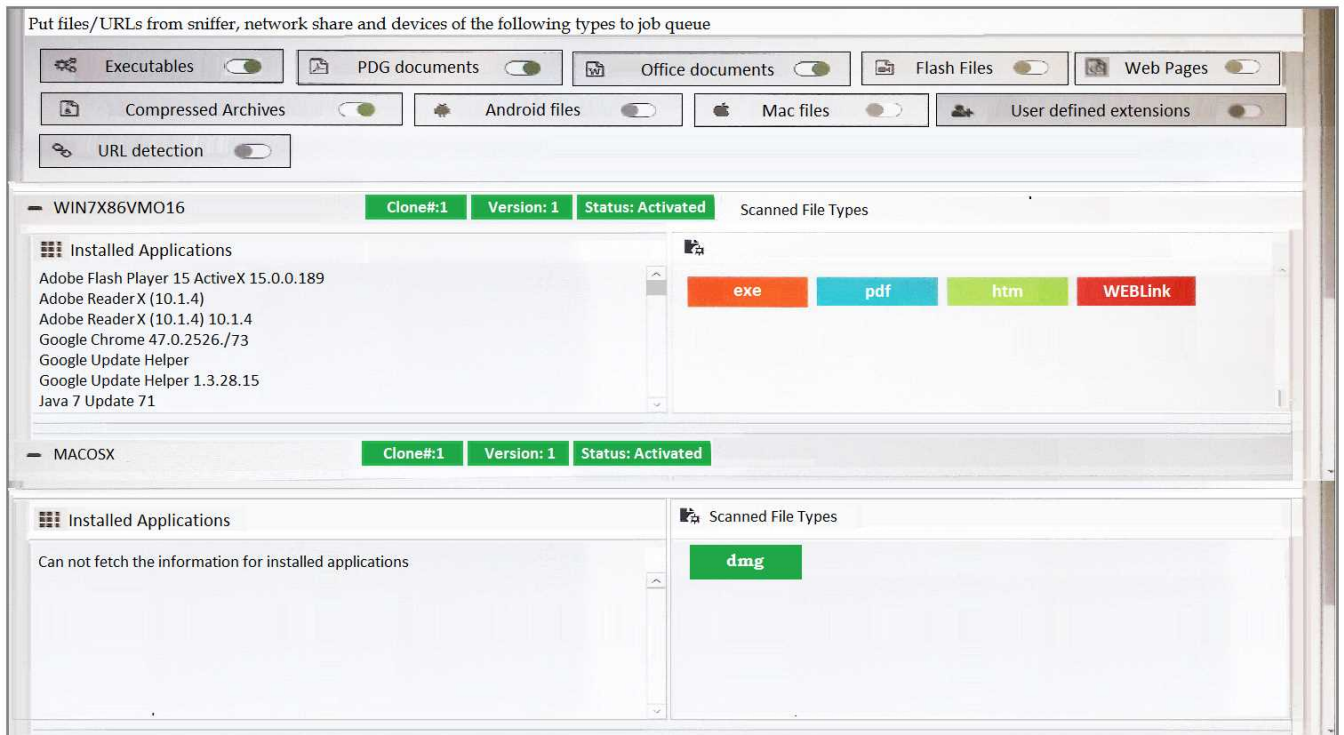 Put files/URLs from sniffer, network share and devices of the following types to job queue
Executables PDG documents Office documents Flash Files Web Pages
Compressed Archives Android files Mac files User defined extensions
URL detection
WIN7X86VMO16 Clone#:1 Version: 1 Status: Activated Scanned File Types
Installed Applications
Adobe Flash Player 15 ActiveX 15.0.0.189
Adobe Reader X (10.1.4)
Adobe Reader X (10.1.4) 10.1.4
Google Chrome 47.0.2526./73
Google Update Helper
Google Update Helper 1.3.28.15
Java 7 Update 71
exe pdf htm WEBLink
MACOSX Clone#:1 Version: 1 Status: Activated
Installed Applications
Can not fetch the information for installed applications
Scanned File Types
dmg